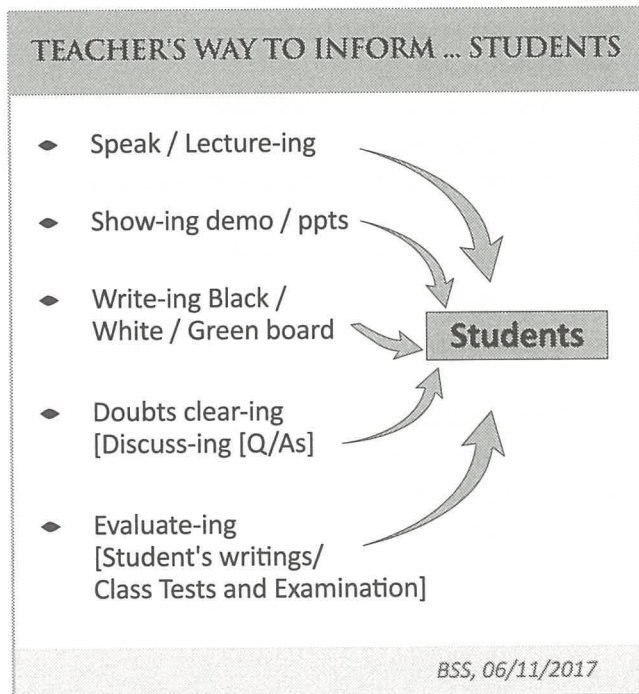 TEACHER'S WAY TO INFORM ... STUDENTS
Speak / Lecture-ing
Show-ing demo / ppts
Write-ing Black /
White / Green board
Students
Doubts clear-ing
[Discuss-ing [Q/As]
Evaluate-ing
[Student's writings/
Class Tests and Examination]
BSS, 06/11/2017